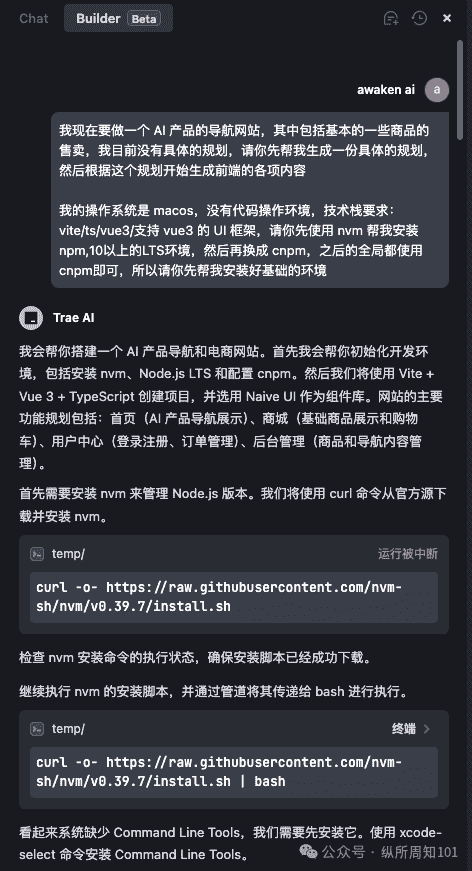 Chat Builder Beta
awaken ai a
我现在要做一个 AI 产品的导航网站，其中包括基本的一些商品的
售卖，我目前没有具体的规划，请你先帮我生成一份具体的规划，
然后根据这个规划开始生成前端的各项内容
我的操作系统是 macos，没有代码操作环境，技术栈要求：
vite/ts/vue3/支持 vue3 的 UI 框架，请你先使用 nvm 帮我安装
npm,10以上的LTS环境，然后再换成 cnpm，之后的全局都使用
cnpm即可，所以请你先帮我安装好基础的环境
Trae AI
我会帮你搭建一个 AI 产品导航和电商网站。首先我会帮你初始化开发环
境，包括安装 nvm、Node.js LTS 和配置 cnpm。然后我们将使用 Vite +
Vue 3 + TypeScript 创建项目，并选用 Naive UI 作为组件库。网站的主要
功能规划包括：首页（AI 产品导航展示）、商城（基础商品展示和购物
车）、用户中心（登录注册、订单管理）、后台管理（商品和导航内容管
理）。
首先需要安装 nvm 来管理 Node.js 版本。我们将使用 curl 命令从官方源下
载并安装 nvm。
temp/ 运行被中断
curl -o- https://raw.githubusercontent.com/nvm-
sh/nvm/v0.39.7/install.sh
检查 nvm 安装命令的执行状态，确保安装脚本已经成功下载。
继续执行 nvm 的安装脚本，并通过管道将其传递给 bash 进行执行。
temp/ 终端
curl -o- https://raw.githubusercontent.com/nvm-
sh/nvm/v0.39.7/install.sh | bash
看起来系统缺少 Command Line Tools，我们需要先安装它。使用 xcode-
select 命令安装 Command Line Tools。
公众号 · 纵所周知101